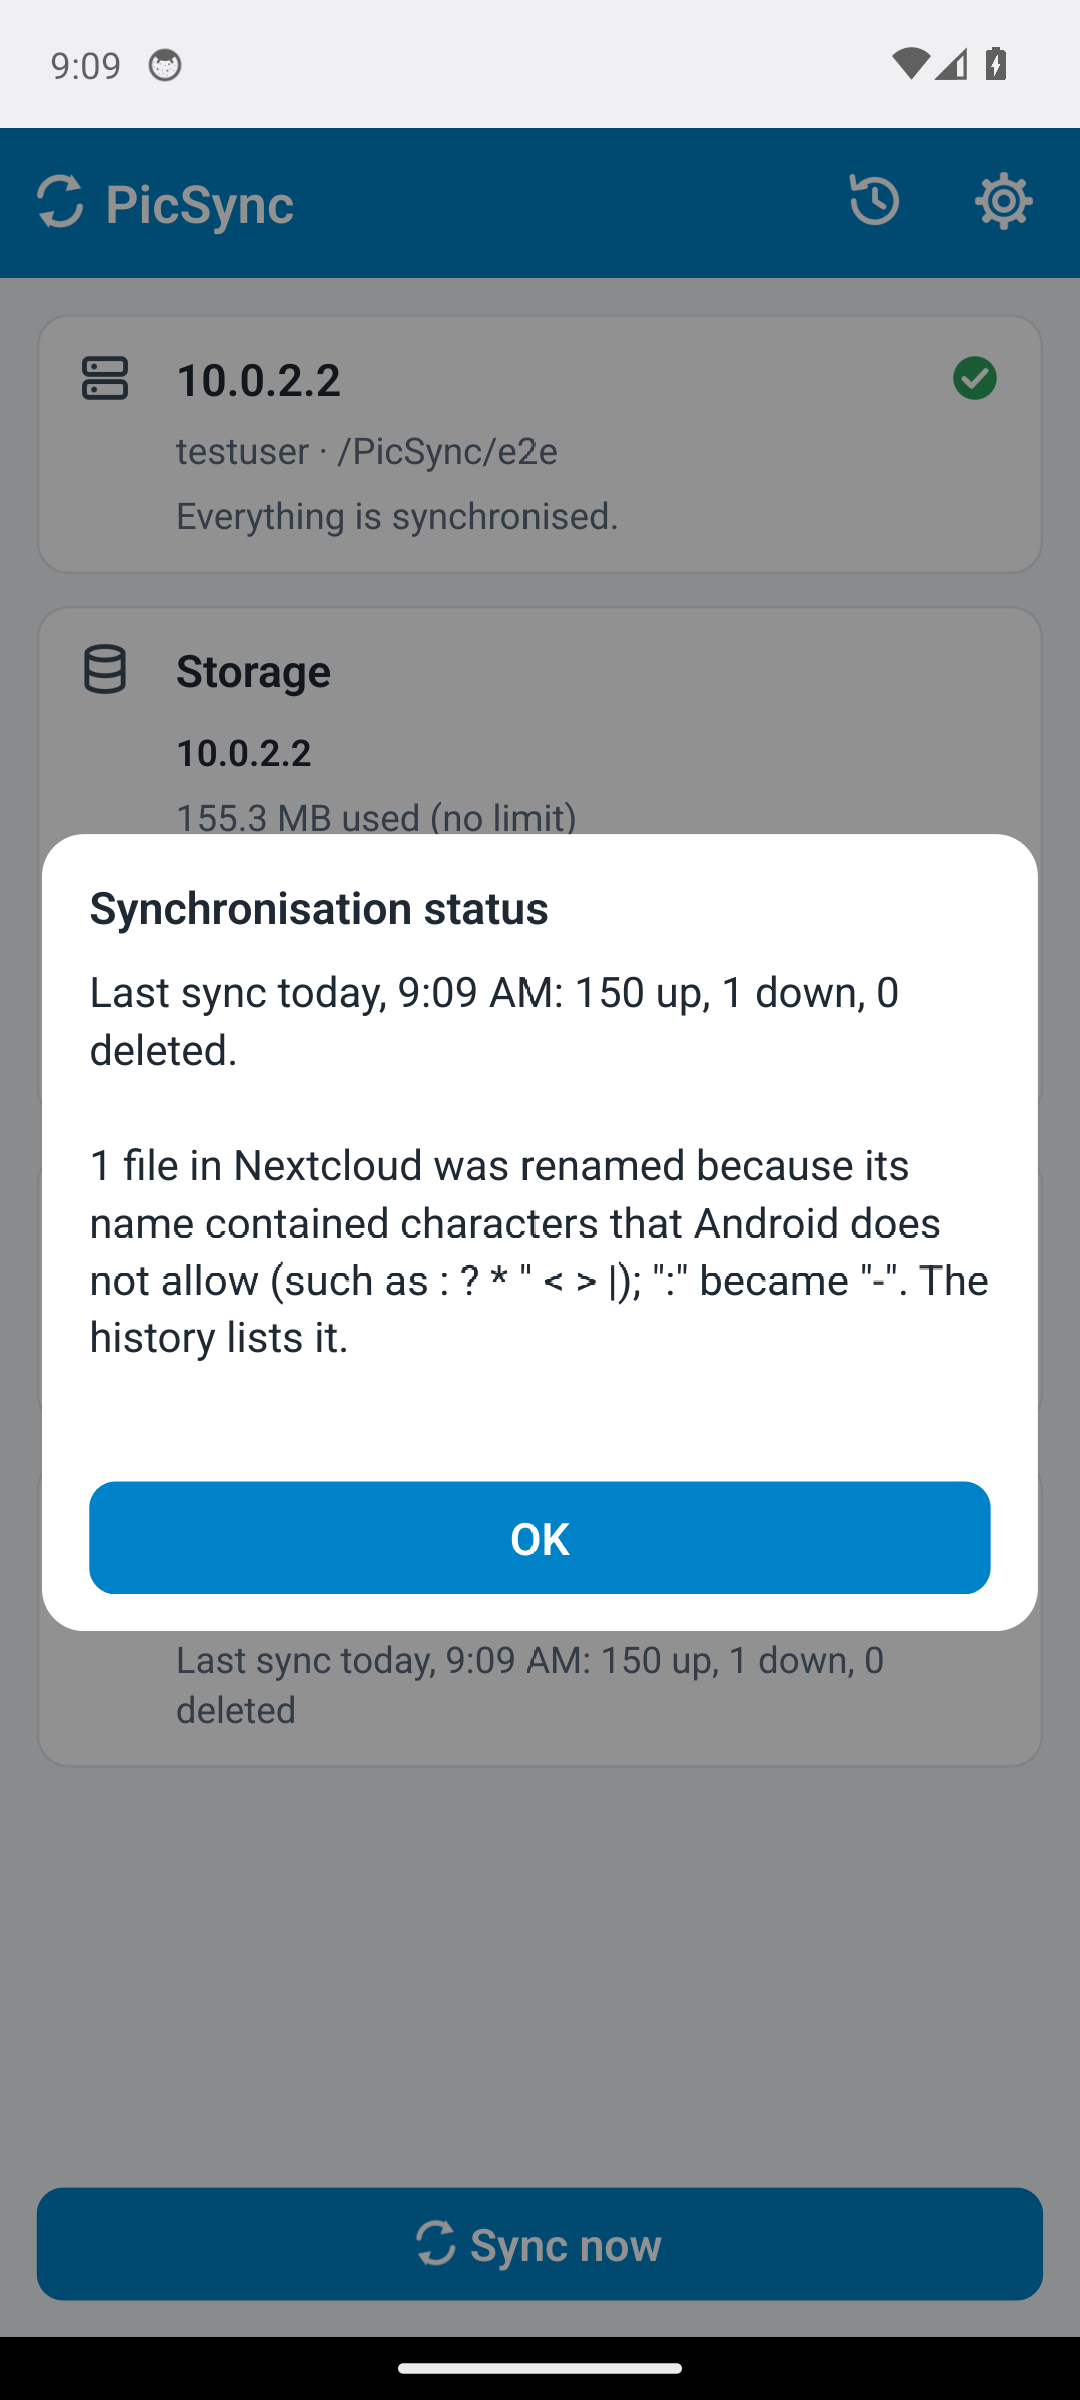 9:09
PicSync
10.0.2.2
testuser · /PicSync/e2e
Everything is synchronised.
Storage
10.0.2.2
155.3 MB used (no limit)
Synchronisation status
Last sync today, 9:09 AM: 150 up, 1 down, 0
deleted.
1 file in Nextcloud was renamed because its
name contained characters that Android does
not allow (such as : ? * " < > |); ":" became "-". The
history lists it.
OK
Last sync today, 9:09 AM: 150 up, 1 down, 0
deleted
Sync now